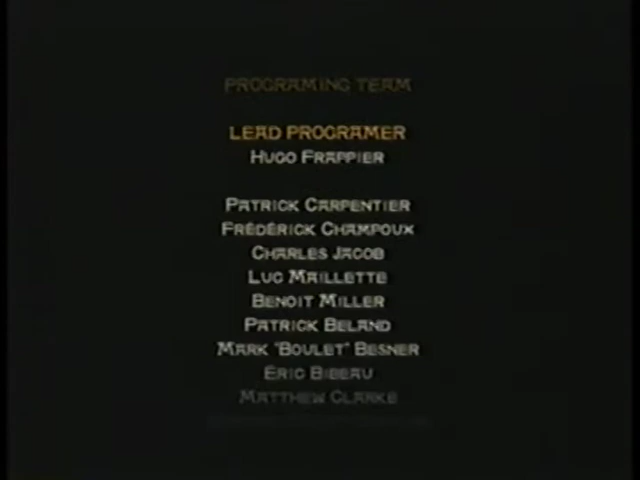 PROGRAMING TEAM
LEAD PROGRAMER
HUGO FRAPPIER
PATRICK CARPENTIER
FRÉDÉRICK CHAMPOUX
CHARLES JACOB
LUC MAILLETTE
BENOIT MILLER
PATRICK BELAND
MARK "BOULET" BESNER
ERIC BIBEAU
MATTHEW CLARKE